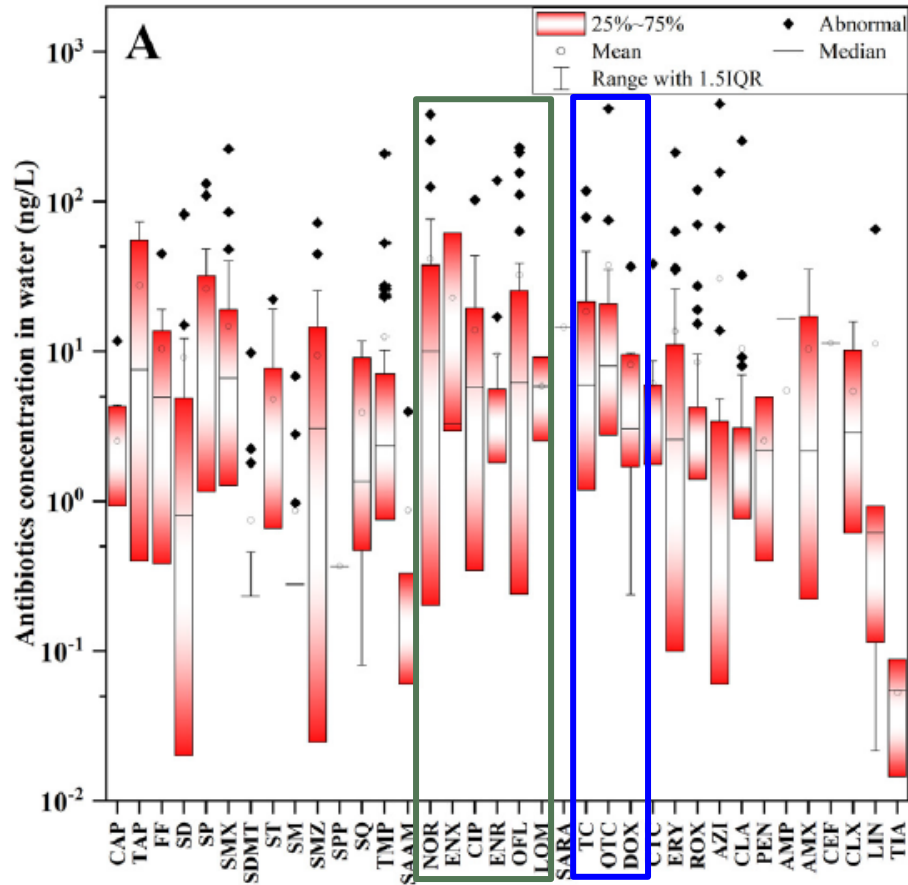 A
25%~75%
Abnormal
Mean
Median
Range with 1.5IQR
Antibiotics concentration in water (ng/L)
10³
10²
10¹
10⁰
10⁻¹
10⁻²
CAP
TAP
FF
SD
SP
SMX
SDMT
ST
SM
SMZ
SPP
SQ
TMP
SAAM
NOR
ENX
CIP
ENR
OFL
LOM
SARA
TC
OTC
DOX
CTC
ERY
ROX
AZI
CLA
PEN
AMP
AMX
CEF
CLX
LIN
TIA